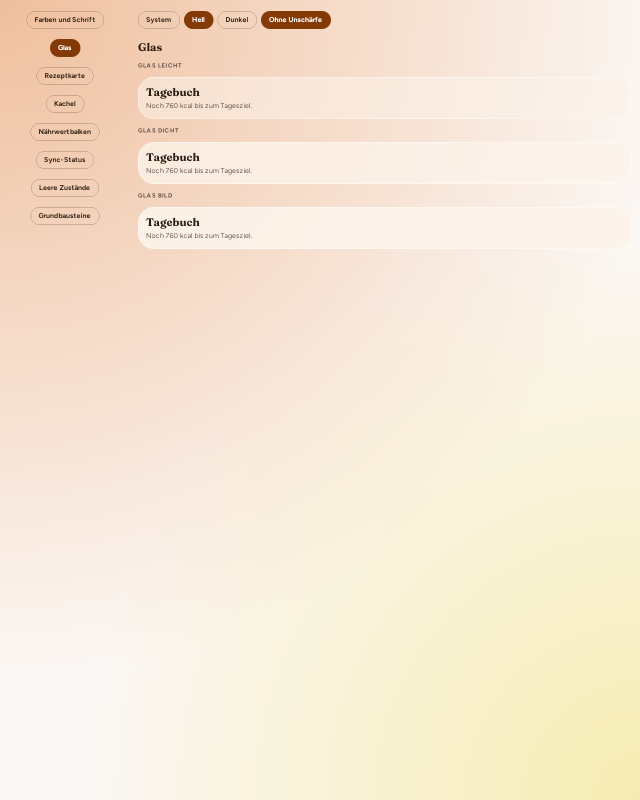 Farben und Schrift
Glas
Rezeptkarte
Kachel
Nährwertbalken
Sync-Status
Leere Zustände
Grundbausteine
System
Hell
Dunkel
Ohne Unschärfe
Glas
GLAS LEICHT
Tagebuch
Noch 760 kcal bis zum Tagesziel.
GLAS DICHT
Tagebuch
Noch 760 kcal bis zum Tagesziel.
GLAS BILD
Tagebuch
Noch 760 kcal bis zum Tagesziel.